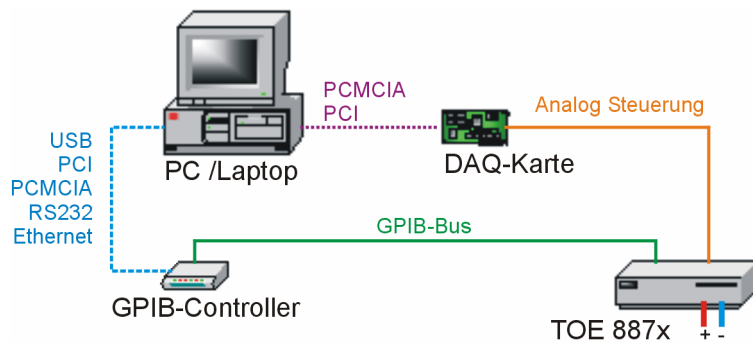 PCMCIA
PCI
Analog Steuerung
USB
PCI
PCMCIA
RS232
Ethernet
PC /Laptop
DAQ-Karte
GPIB-Bus
GPIB-Controller
TOE 887x
+ -